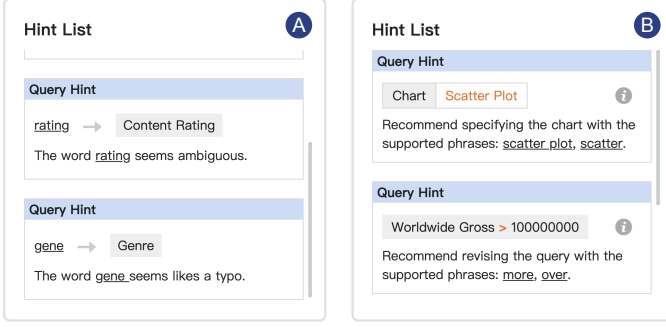 Hint List
A
Query Hint
rating → Content Rating
The word rating seems ambiguous.
Query Hint
gene → Genre
The word gene seems likes a typo.
Hint List
B
Query Hint
Chart Scatter Plot
Recommend specifying the chart with the
supported phrases: scatter plot, scatter.
Query Hint
Worldwide Gross > 100000000
Recommend revising the query with the
supported phrases: more, over.